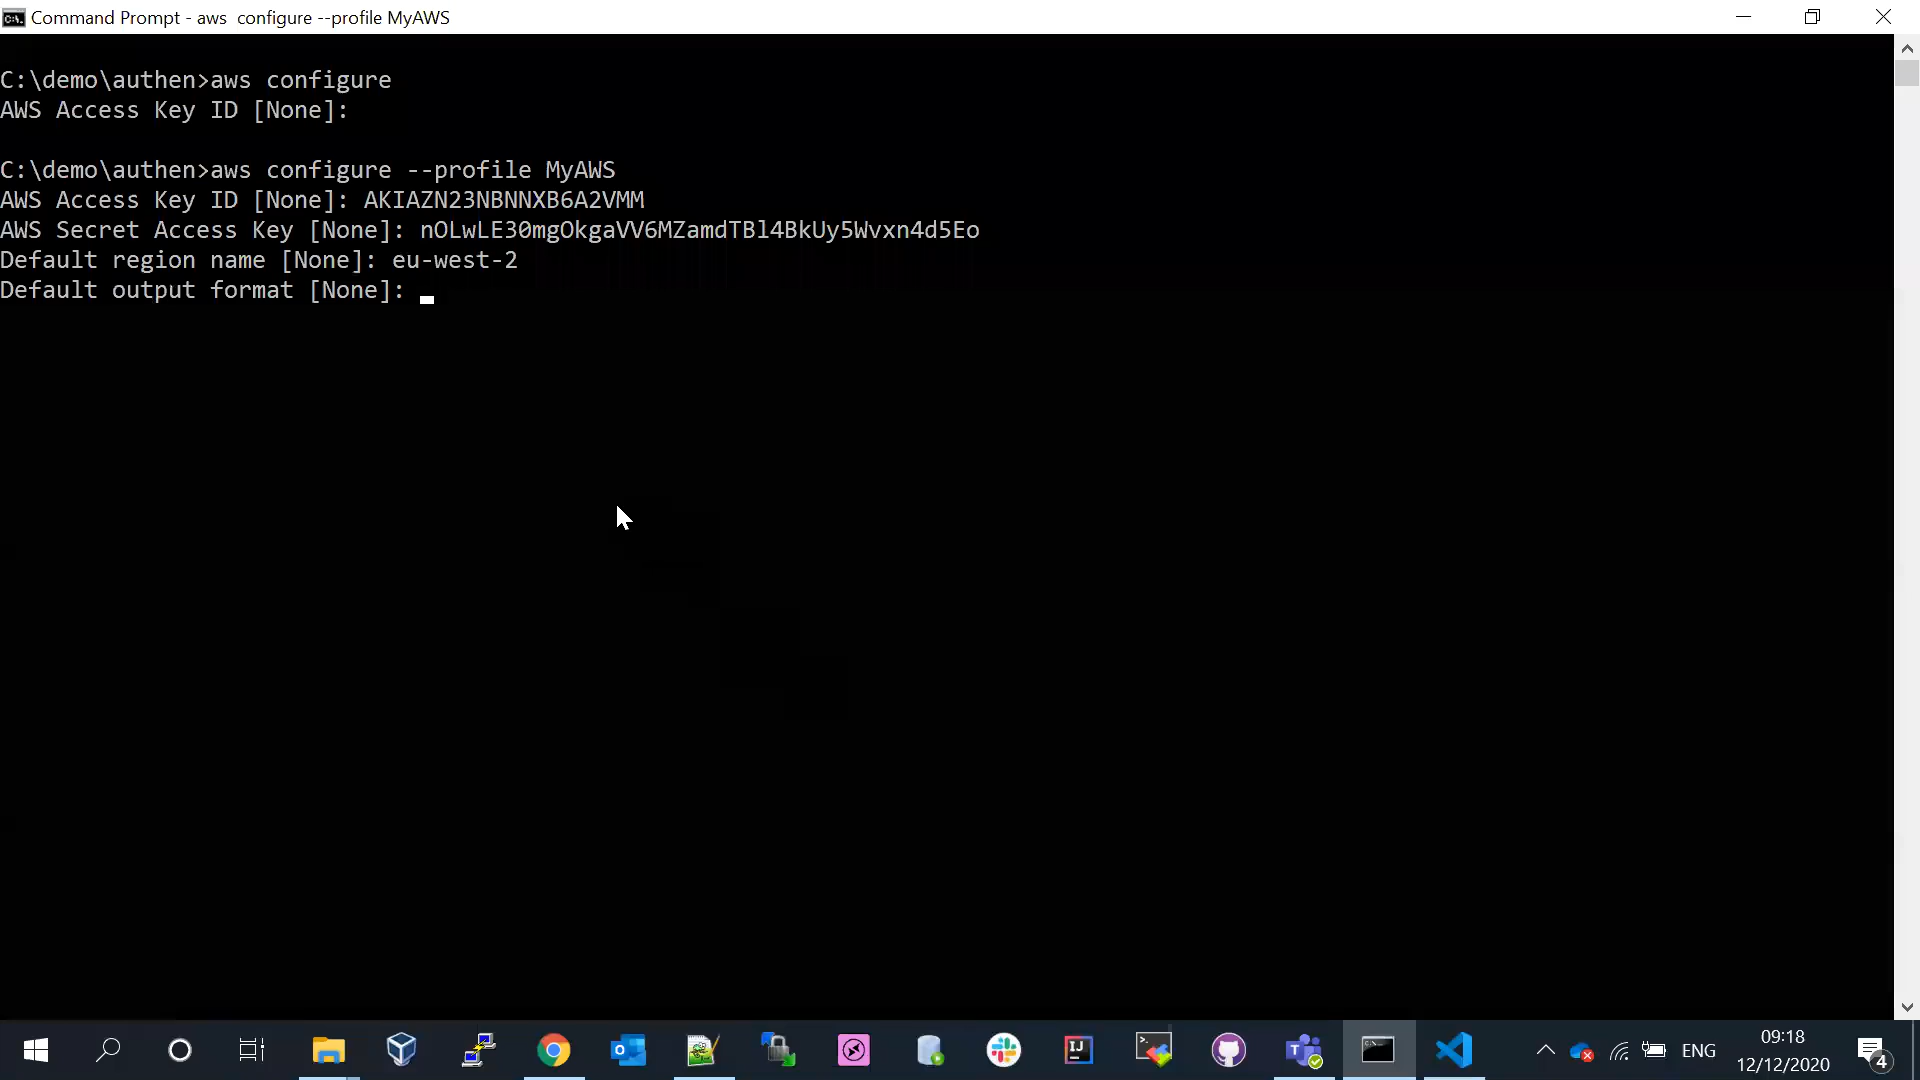 Command Prompt - aws  configure --profile MyAWS
C:\demo\authen>aws configure
AWS Access Key ID [None]:
C:\demo\authen>aws configure --profile MyAWS
AWS Access Key ID [None]: AKIAZN23NBNNXB6A2VMM
AWS Secret Access Key [None]: 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
Default region name [None]: eu-west-2
Default output format [None]:
ENG
09:18
12/12/2020
4